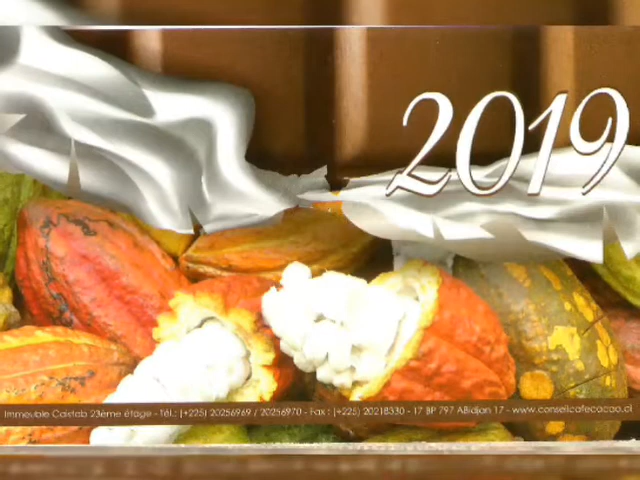 2019
Immeuble Caistab 23ème étage - Tél.: (+225) 20256969 / 20256970 - Fax : (+225) 20218330 - 17 BP 797 ABidjan 17 - www.conseilcafecacao.ci